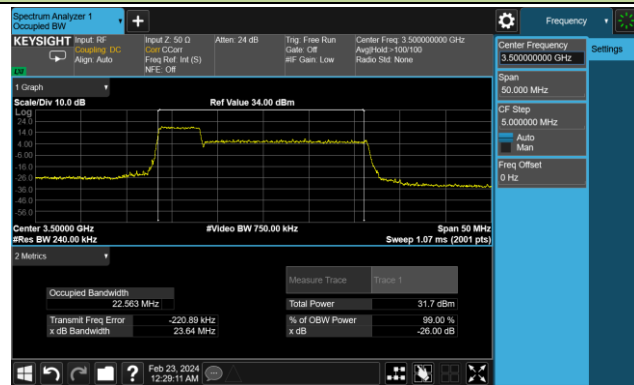 Spectrum Analyzer 1
Occupied BW
Frequency
KEYSIGHT
Input: RF
Coupling: DC
Align: Auto
Input Z: 50 Ω
Corr CCorr
Freq Ref: Int (S)
NFE: Off
Atten: 24 dB
Trig: Free Run
Gate: Off
#IF Gain: Low
Center Freq: 3.500000000 GHz
Avg|Hold:>100/100
Radio Std: None
Center Frequency
3.500000000 GHz
Settings
Span
50.000 MHz
CF Step
5.000000 MHz
Auto
Man
Freq Offset
0 Hz
1 Graph
Scale/Div 10.0 dB
Ref Value 34.00 dBm
Log
24.0
14.0
4.00
-6.00
-16.0
-26.0
-36.0
-46.0
-56.0
Center 3.50000 GHz
#Video BW 750.00 kHz
Span 50 MHz
#Res BW 240.00 kHz
Sweep 1.07 ms (2001 pts)
2 Metrics
Measure Trace
Trace 1
Occupied Bandwidth
22.563 MHz
Total Power
31.7 dBm
Transmit Freq Error
-220.89 kHz
% of OBW Power
99.00 %
x dB Bandwidth
23.64 MHz
x dB
-26.00 dB
?
Feb 23, 2024
12:29:11 AM